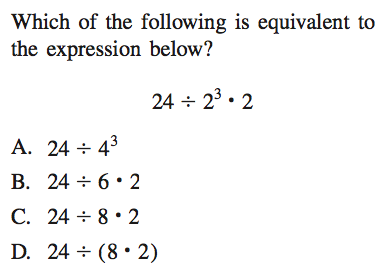 Which of the following is equivalent to
the expression below?
24 ÷ 2³ • 2
A. 24 ÷ 4³
B. 24 ÷ 6 • 2
C. 24 ÷ 8 • 2
D. 24 ÷ (8 • 2)